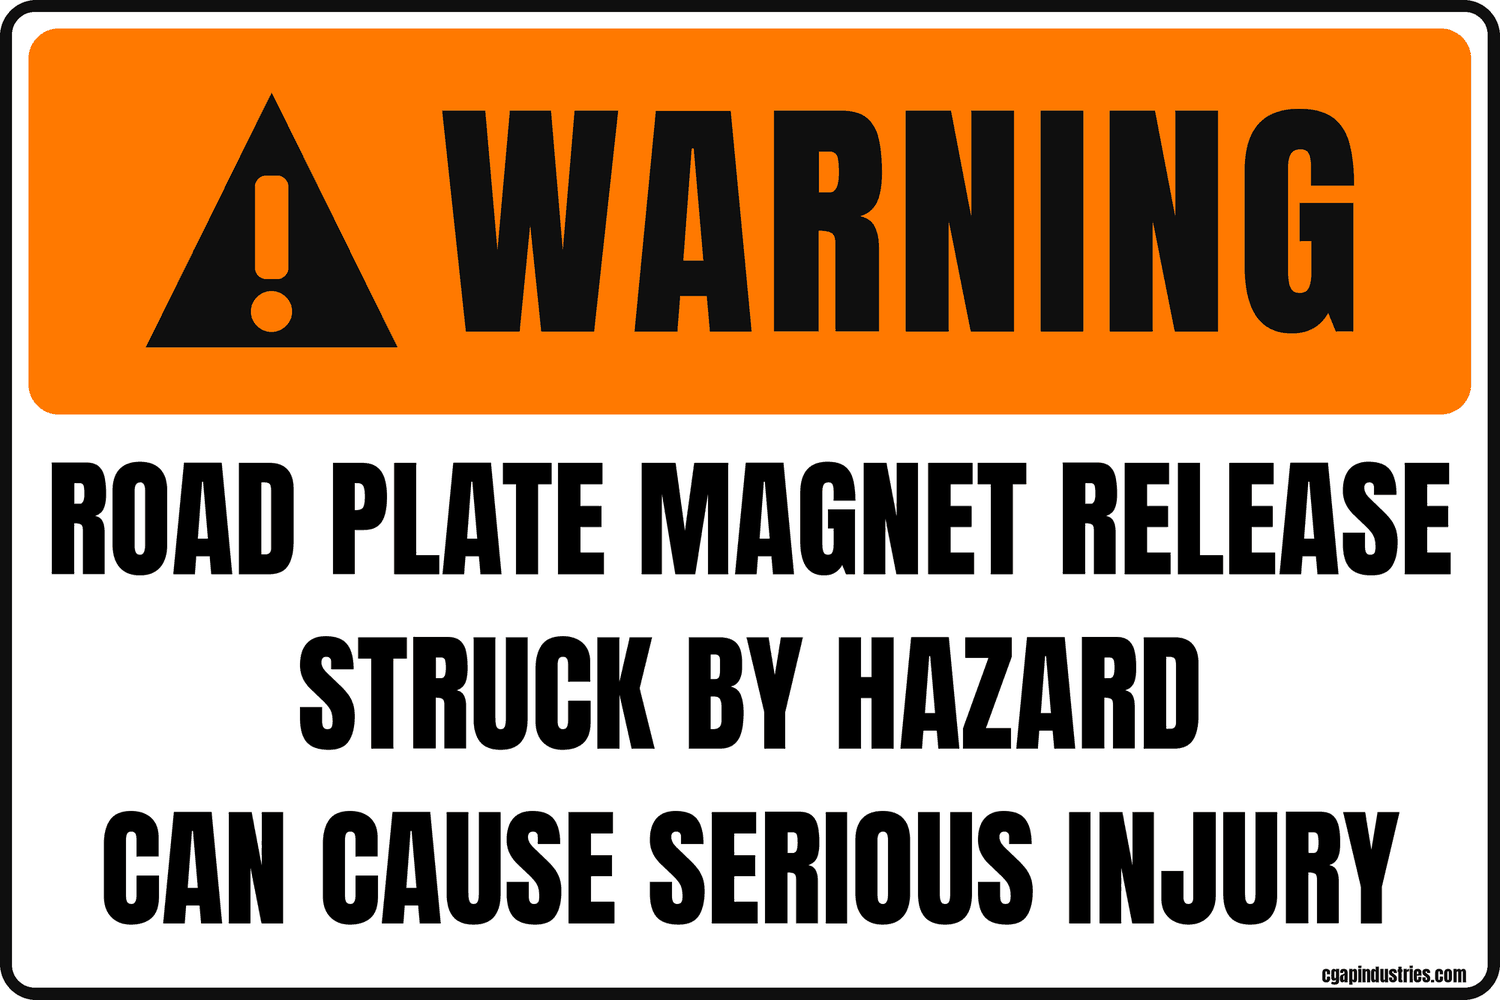 WARNING
ROAD PLATE MAGNET RELEASE
STRUCK BY HAZARD
CAN CAUSE SERIOUS INJURY
cgapindustries.com